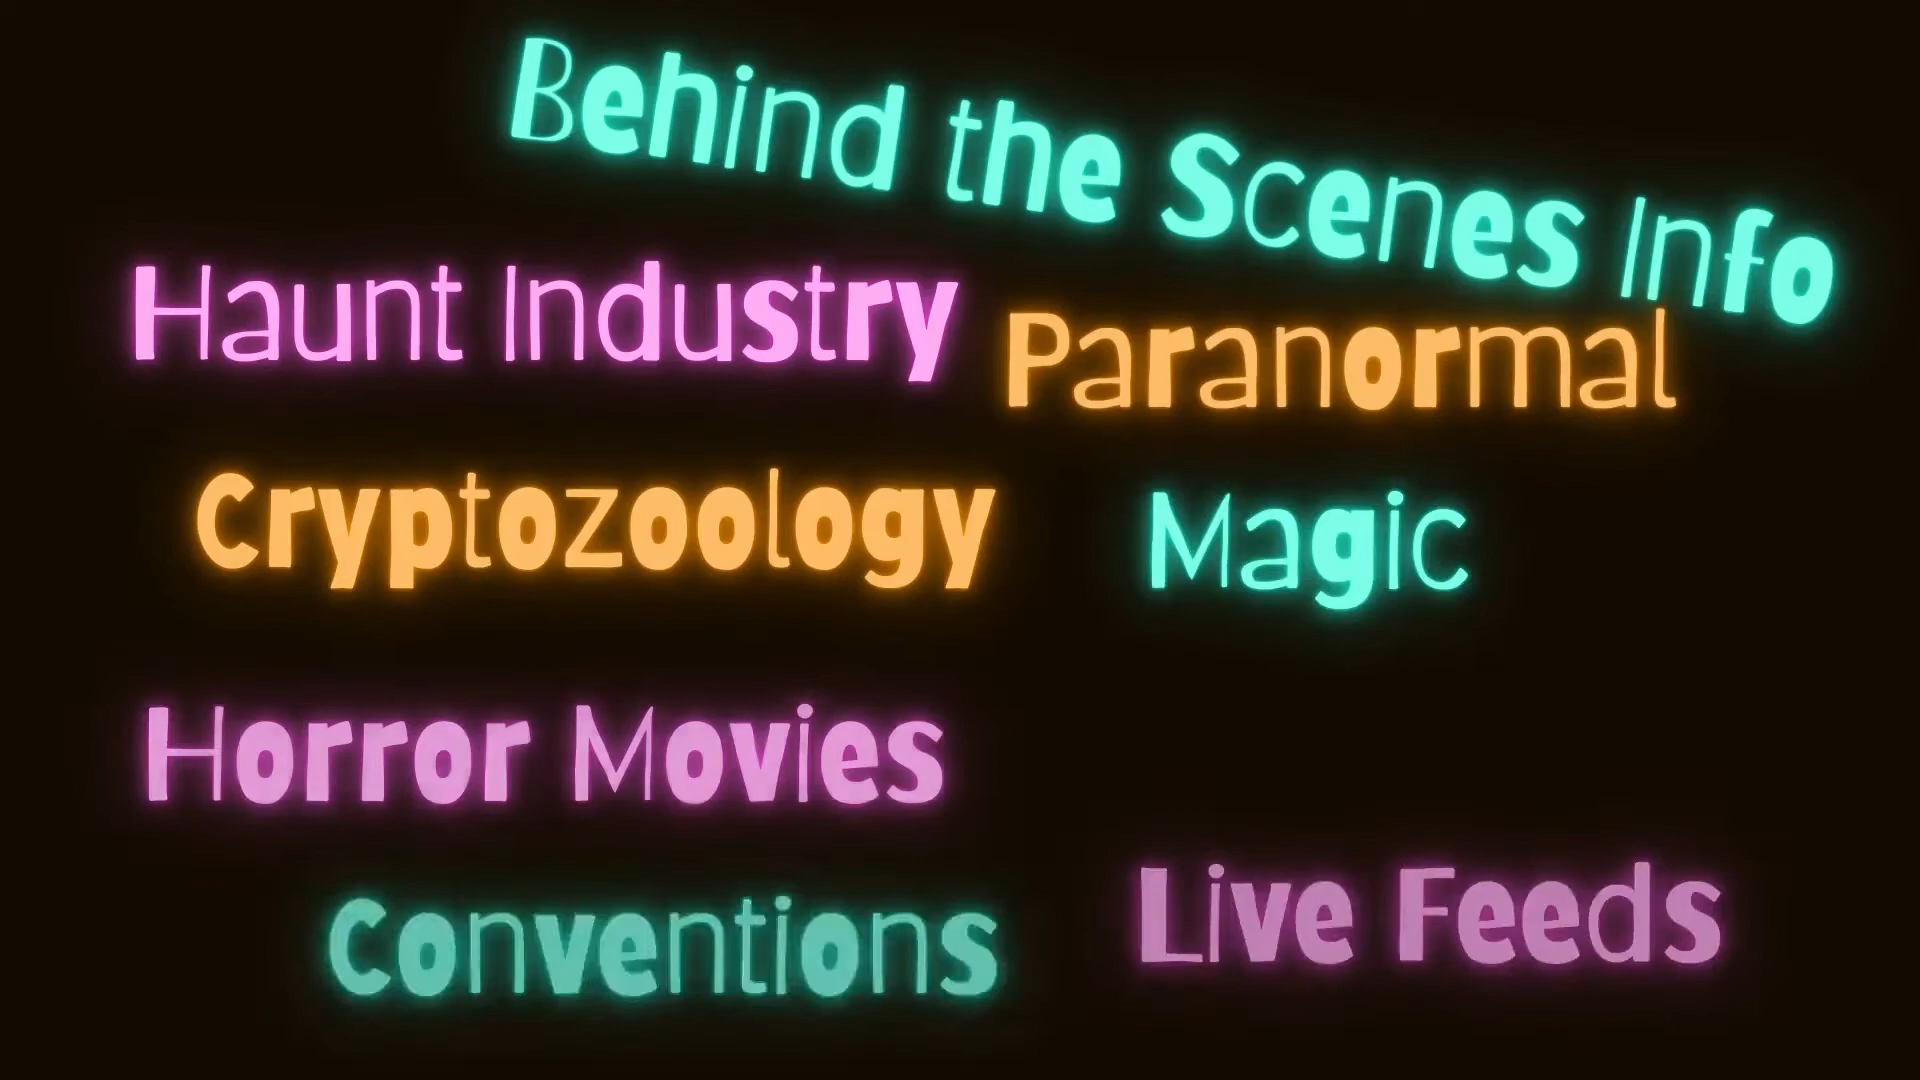 Behind the Scenes Info
Haunt Industry
Paranormal
Cryptozoology
Magic
Horror Movies
Live Feeds
Conventions